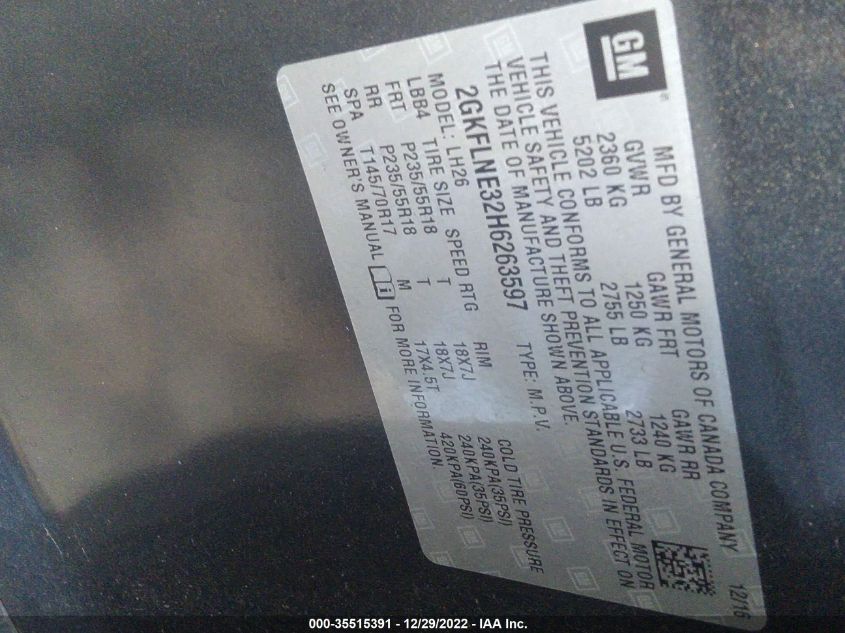 GM
MFD BY GENERAL MOTORS OF CANADA COMPANY 12/16
GVWR GAWR FRT GAWR RR
2360 KG 1250 KG 1240 KG
5202 LB 2755 LB 2733 LB
THIS VEHICLE CONFORMS TO ALL APPLICABLE U.S. FEDERAL MOTOR
VEHICLE SAFETY AND THEFT PREVENTION STANDARDS IN EFFECT ON
THE DATE OF MANUFACTURE SHOWN ABOVE.
2GKFLNE32H6263597 TYPE: M.P.V.
MODEL: LH26
LBB4 TIRE SIZE SPEED RTG RIM COLD TIRE PRESSURE
FRT P235/55R18 T 18X7J 240KPA(35PSI)
RR P235/55R18 T 18X7J 240KPA(35PSI)
SPA T145/70R17 M 17X4.5T 420KPA(60PSI)
SEE OWNER'S MANUAL FOR MORE INFORMATION.
000-35515391 - 12/29/2022 - IAA Inc.